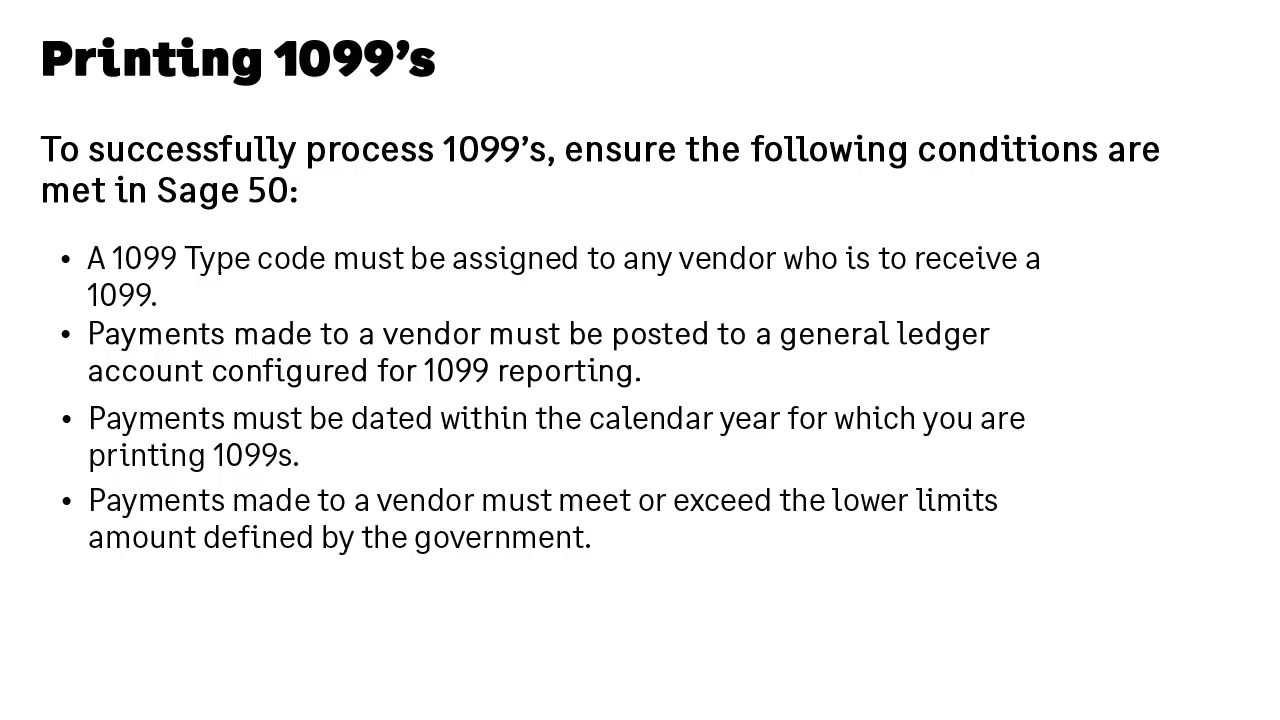 Printing 1099’s
To successfully process 1099’s, ensure the following conditions are
met in Sage 50:
• A 1099 Type code must be assigned to any vendor who is to receive a
1099.
• Payments made to a vendor must be posted to a general ledger
account configured for 1099 reporting.
• Payments must be dated within the calendar year for which you are
printing 1099s.
• Payments made to a vendor must meet or exceed the lower limits
amount defined by the government.